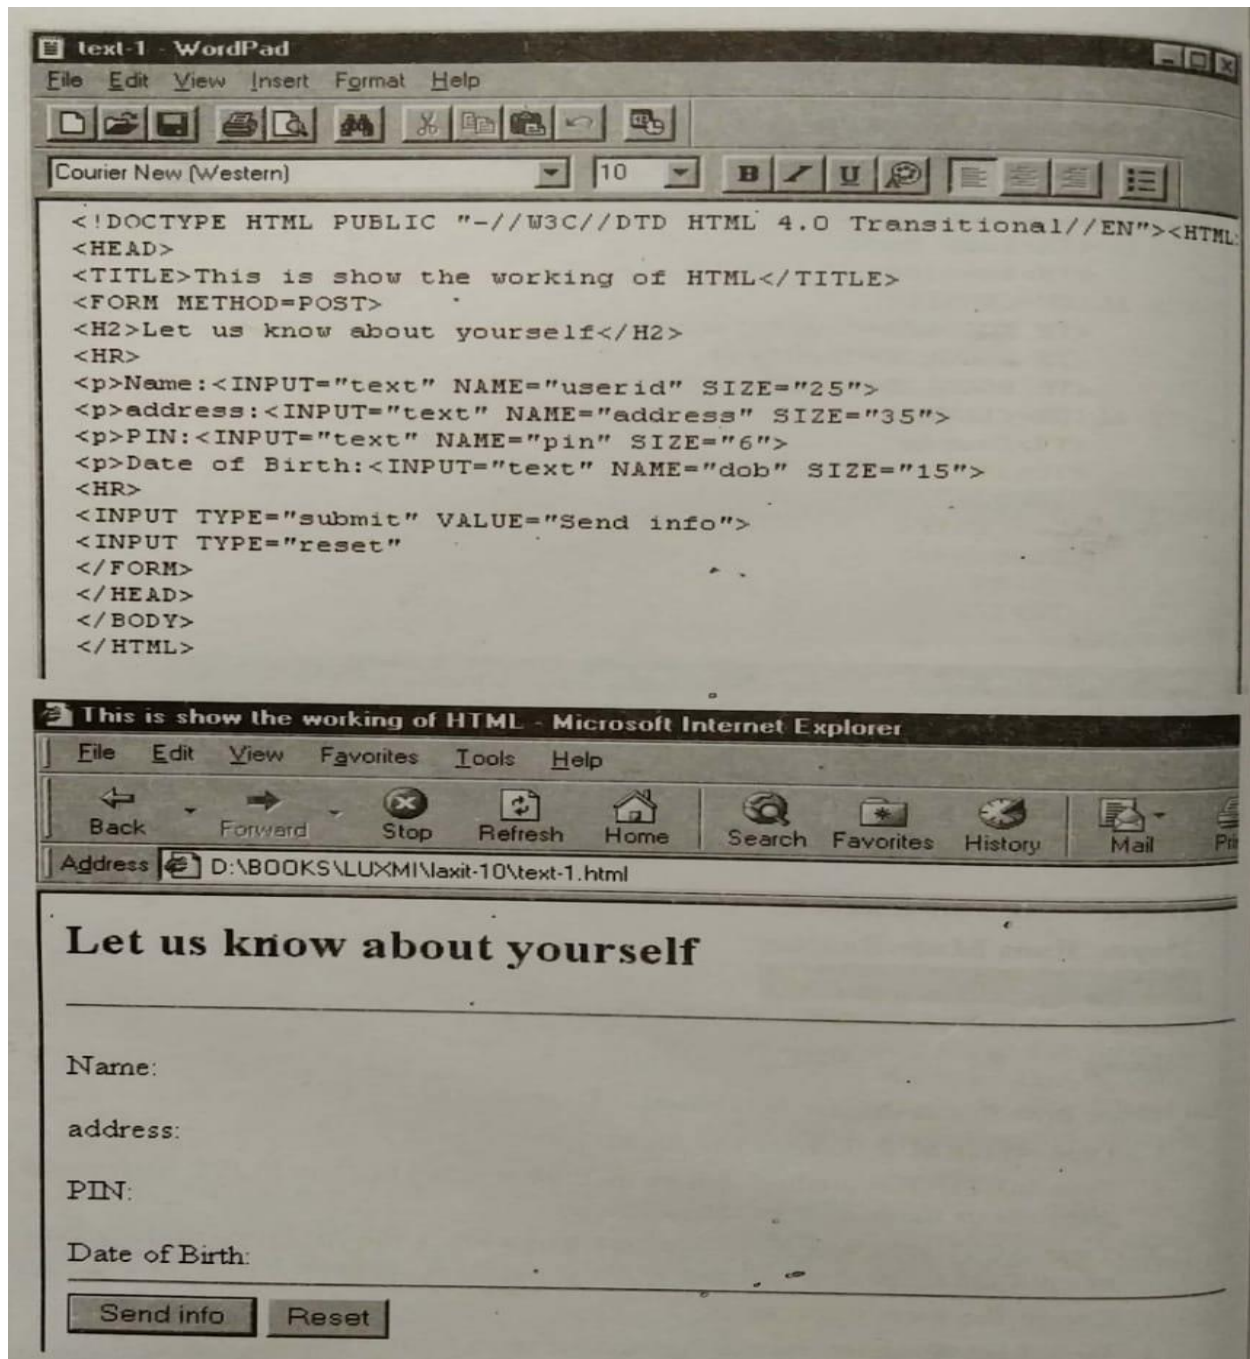 text-1 - WordPad
File Edit View Insert Format Help
Courier New (Western) 10 B I U
<!DOCTYPE HTML PUBLIC "-//W3C//DTD HTML 4.0 Transitional//EN"><HTML>
<HEAD>
<TITLE>This is show the working of HTML</TITLE>
<FORM METHOD=POST>
<H2>Let us know about yourself</H2>
<HR>
<p>Name:<INPUT="text" NAME="userid" SIZE="25">
<p>address:<INPUT="text" NAME="address" SIZE="35">
<p>PIN:<INPUT="text" NAME="pin" SIZE="6">
<p>Date of Birth:<INPUT="text" NAME="dob" SIZE="15">
<HR>
<INPUT TYPE="submit" VALUE="Send info">
<INPUT TYPE="reset"
</FORM>
</HEAD>
</BODY>
</HTML>
This is show the working of HTML - Microsoft Internet Explorer
File Edit View Favorites Tools Help
Back Forward Stop Refresh Home Search Favorites History Mail Pri
Address D:\BOOKS\LUXMI\laxit-10\text-1.html
Let us know about yourself
Name:
address:
PIN:
Date of Birth:
Send info Reset